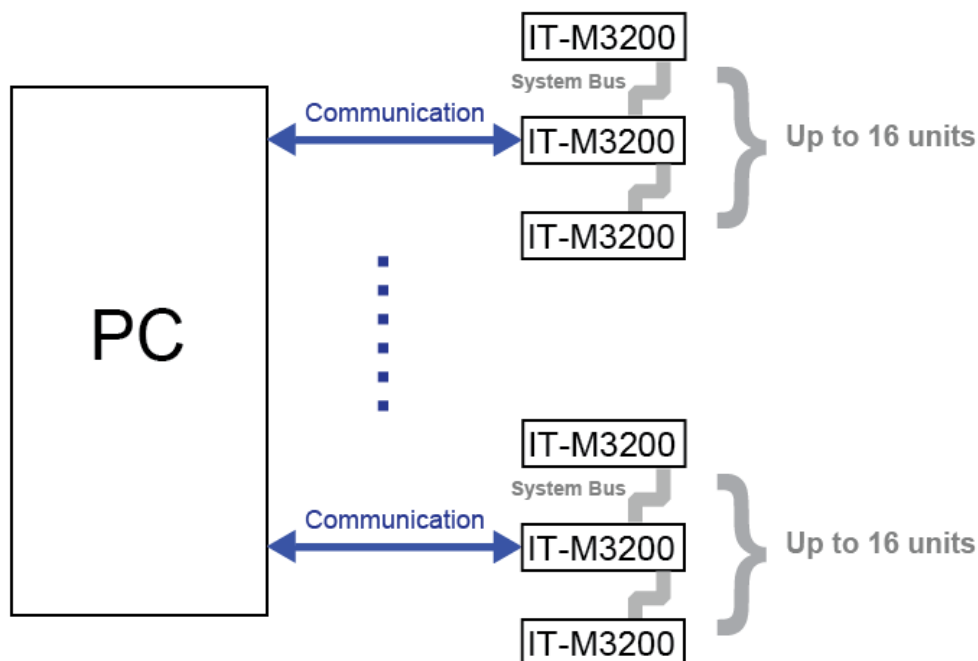 IT-M3200
System Bus
Communication
IT-M3200
Up to 16 units
IT-M3200
PC
IT-M3200
System Bus
Communication
IT-M3200
Up to 16 units
IT-M3200